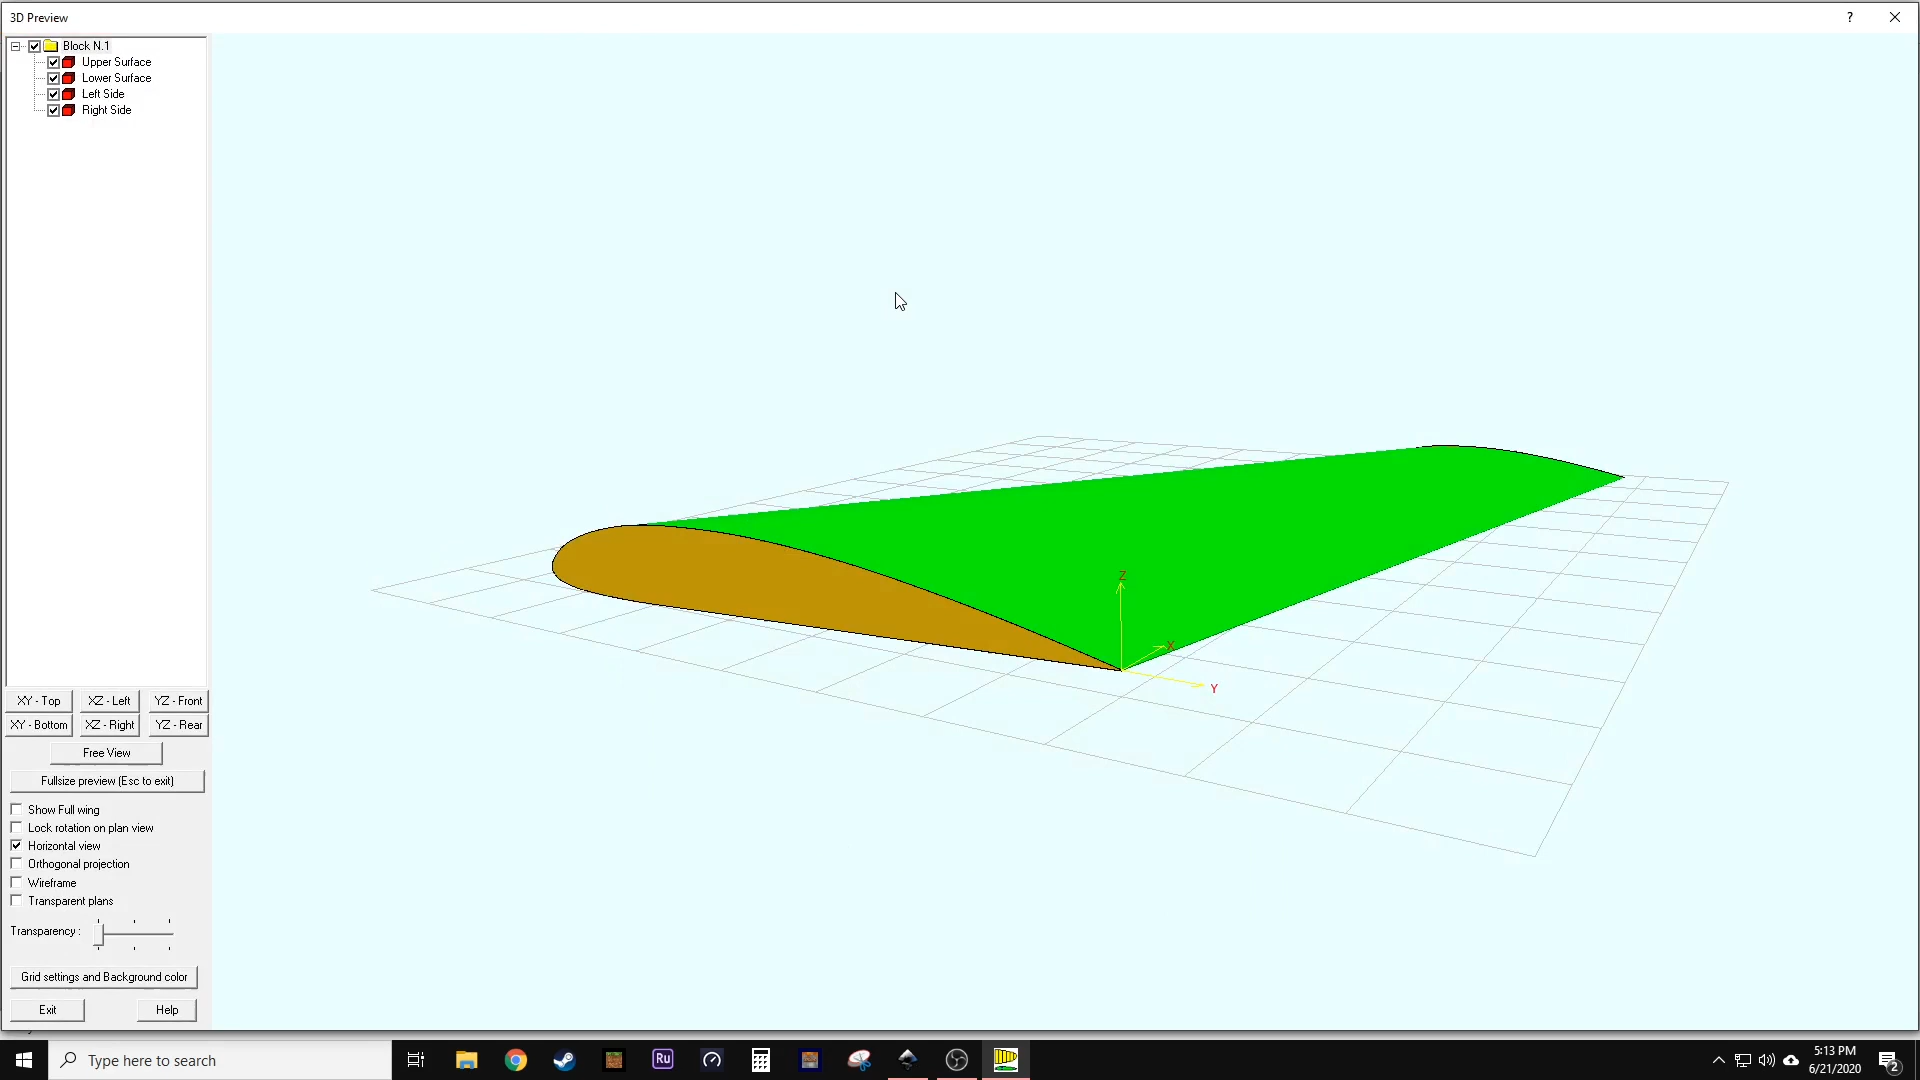 3D Preview
?
Block N.1
Upper Surface
Lower Surface
Left Side
Right Side
Z
X
Y
XY - Top XZ - Left YZ - Front
XY - Bottom XZ - Right YZ - Rear
Free View
Fullsize preview (Esc to exit)
Show Full wing
Lock rotation on plan view
Horizontal view
Orthogonal projection
Wireframe
Transparent plans
Transparency :
Grid settings and Background color
Exit Help
Type here to search
Ru
5:13 PM
6/21/2020
2